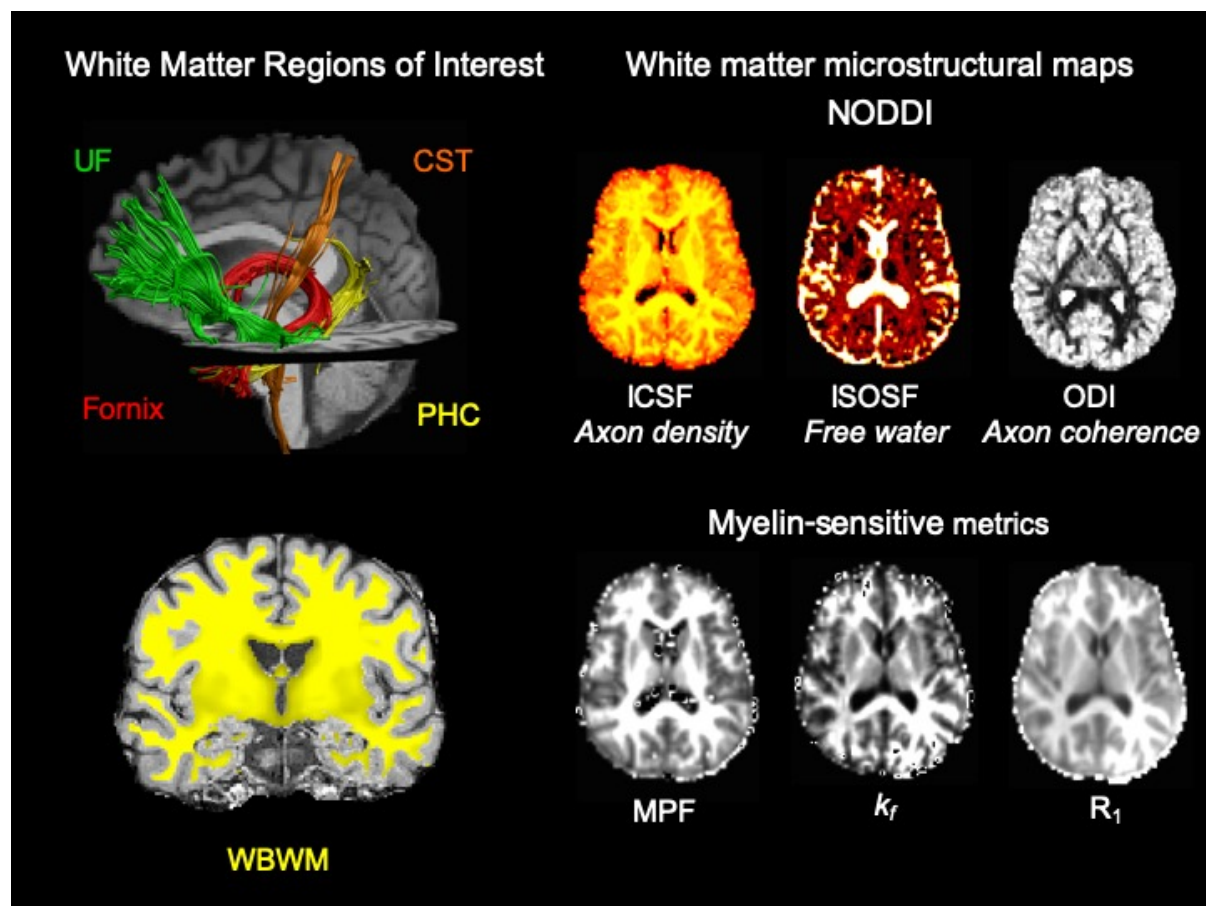 White Matter Regions of Interest
UF
CST
Fornix
PHC
WBWM
White matter microstructural maps
NODDI
ICSF
Axon density
ISOSF
Free water
ODI
Axon coherence
Myelin-sensitive metrics
MPF
kf
R1